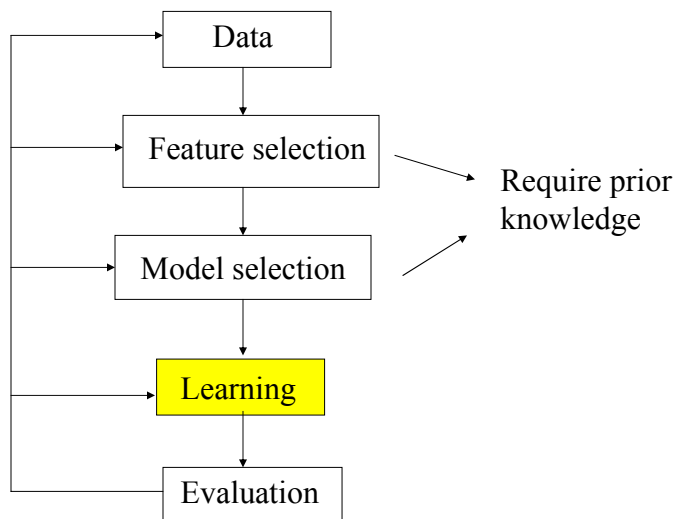 Data
Feature selection
Require prior
knowledge
Model selection
Learning
Evaluation